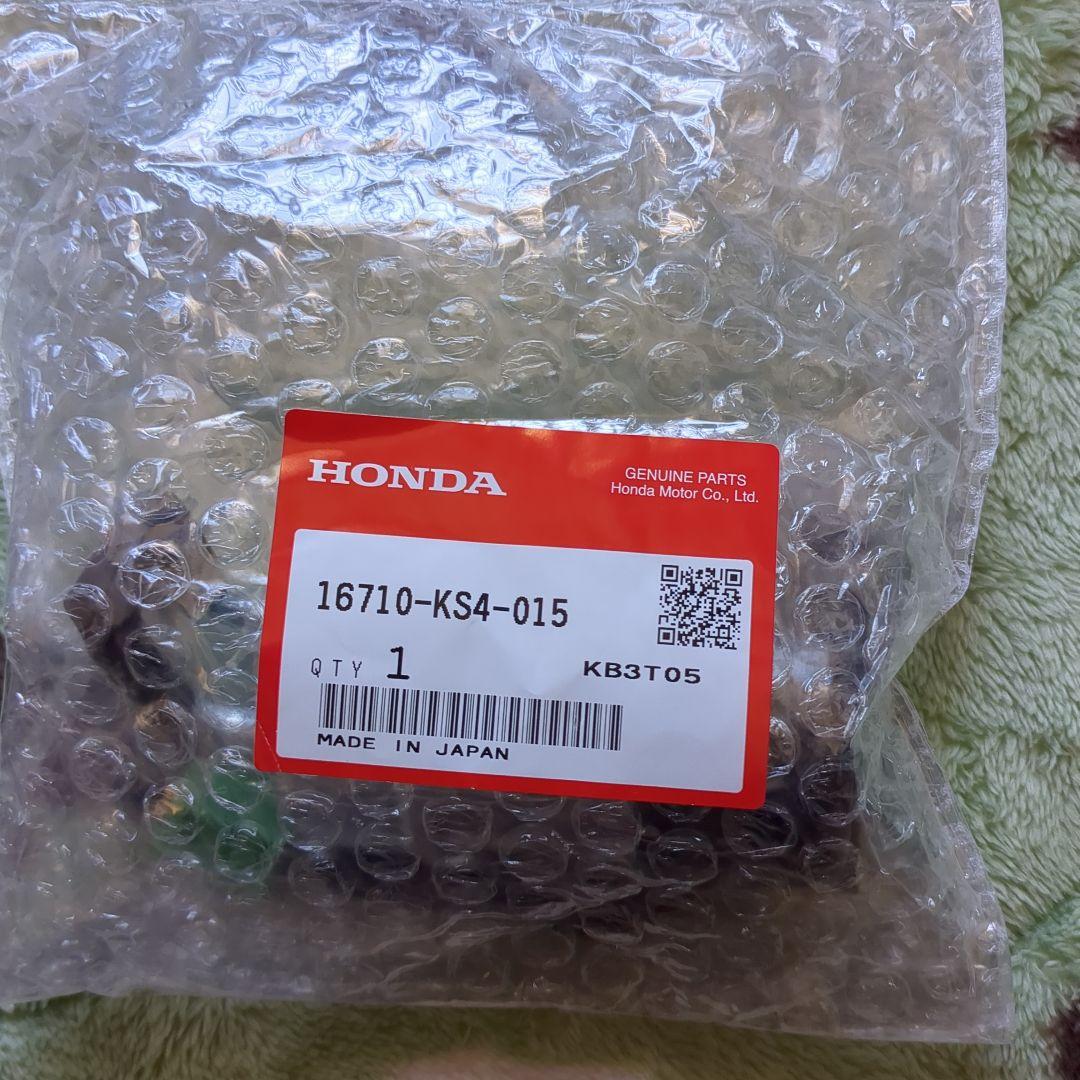 HONDA
GENUINE PARTS
Honda Motor Co., Ltd.
16710-KS4-015
QTY 1
KB3T05
MADE IN JAPAN